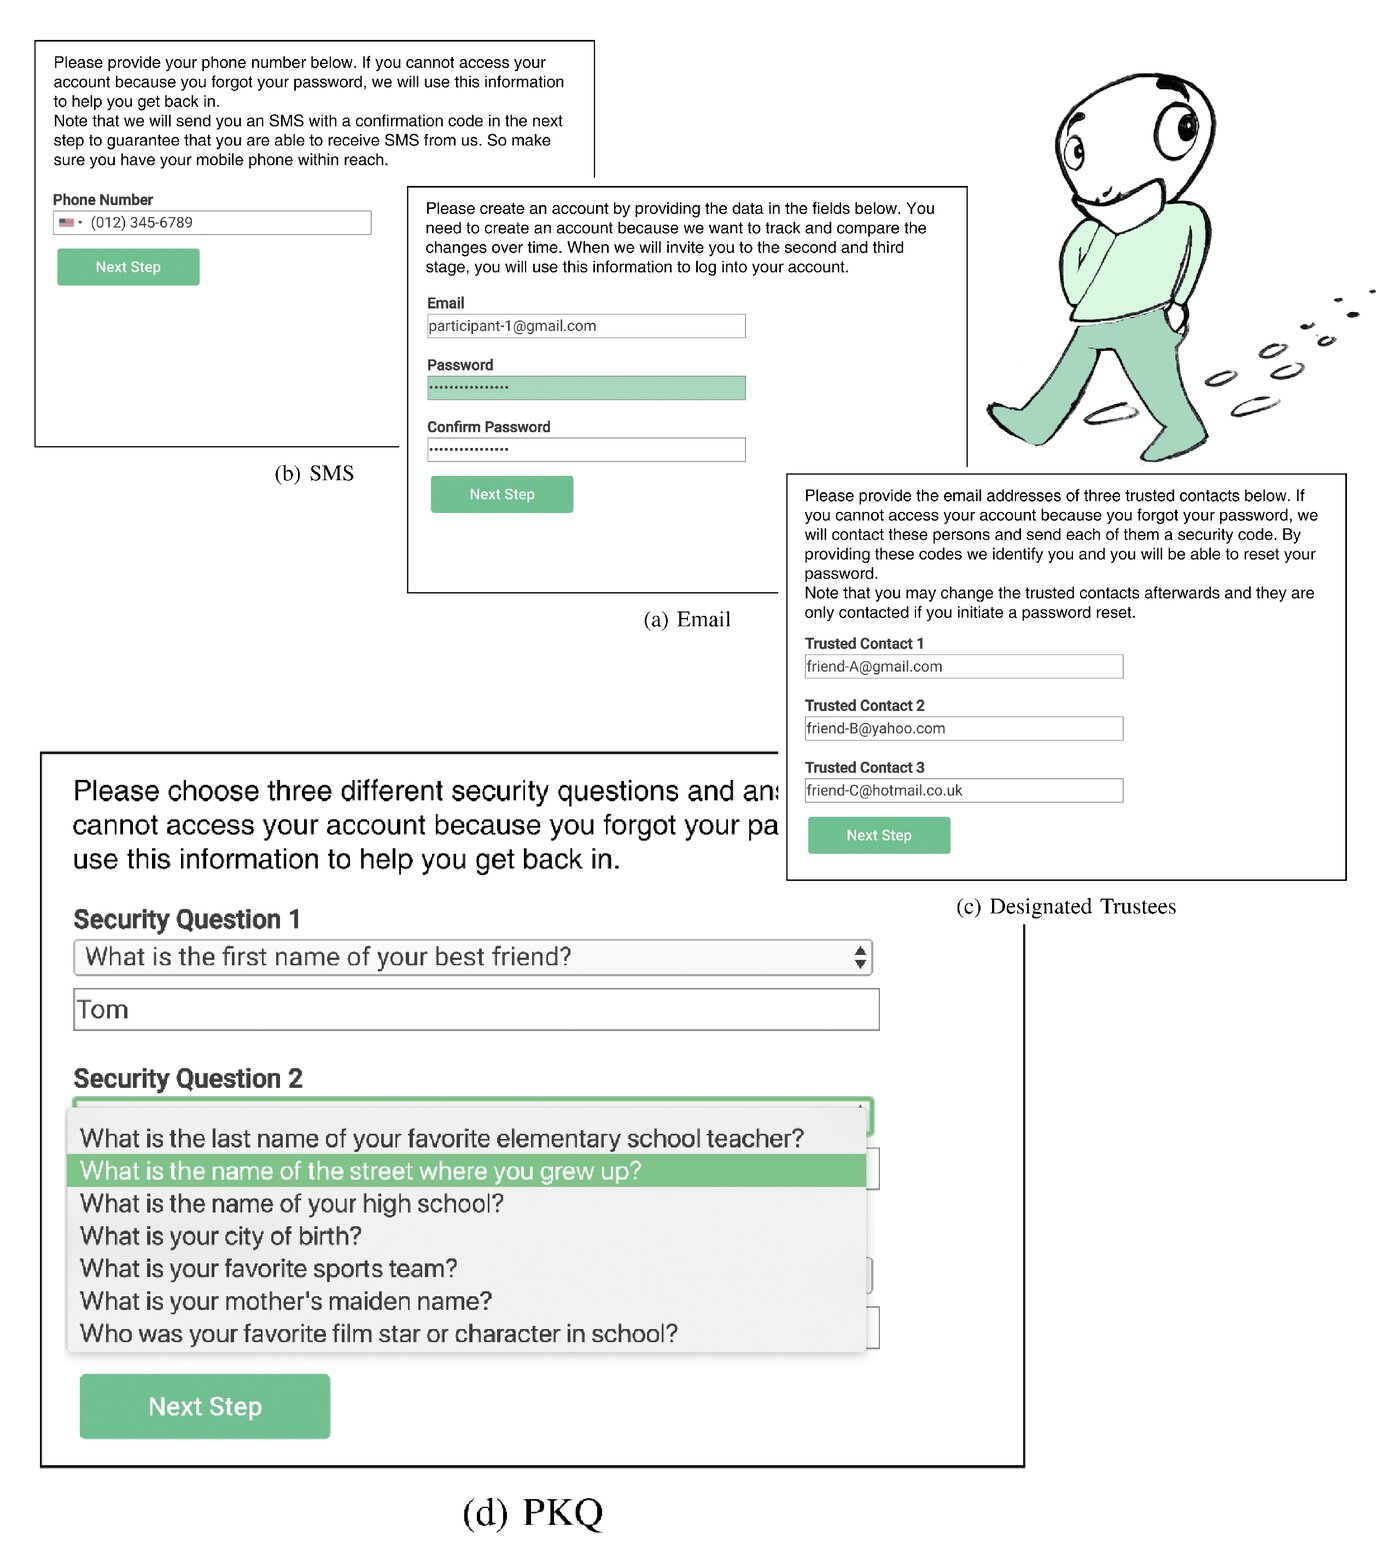 Please provide your phone number below. If you cannot access your
account because you forgot your password, we will use this information
to help you get back in.
Note that we will send you an SMS with a confirmation code in the next
step to guarantee that you are able to receive SMS from us. So make
sure you have your mobile phone within reach.
Phone Number
(012) 345-6789
Next Step
(b) SMS
Please create an account by providing the data in the fields below. You
need to create an account because we want to track and compare the
changes over time. When we will invite you to the second and third
stage, you will use this information to log into your account.
Email
participant-1@gmail.com
Password
••••••••••••••••
Confirm Password
••••••••••••••••
Next Step
(a) Email
Please provide the email addresses of three trusted contacts below. If
you cannot access your account because you forgot your password, we
will contact these persons and send each of them a security code. By
providing these codes we identify you and you will be able to reset your
password.
Note that you may change the trusted contacts afterwards and they are
only contacted if you initiate a password reset.
Trusted Contact 1
friend-A@gmail.com
Trusted Contact 2
friend-B@yahoo.com
Trusted Contact 3
friend-C@hotmail.co.uk
Next Step
(c) Designated Trustees
Please choose three different security questions and
cannot access your account because you forgot your
use this information to help you get back in.
Security Question 1
What is the first name of your best friend?
Tom
Security Question 2
What is the last name of your favorite elementary school teacher?
What is the name of the street where you grew up?
What is the name of your high school?
What is your city of birth?
What is your favorite sports team?
What is your mother's maiden name?
Who was your favorite film star or character in school?
Next Step
(d) PKQ